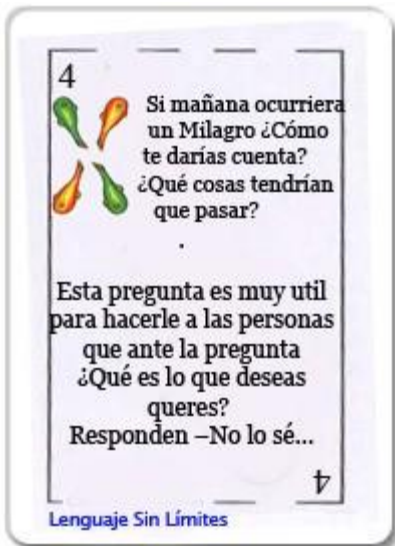 4
Si mañana ocurriera
un Milagro ¿Cómo
te darías cuenta?
¿Qué cosas tendrían
que pasar?
.
Esta pregunta es muy util
para hacerle a las personas
que ante la pregunta
¿Qué es lo que deseas
queres?
Responden –No lo sé...
4
Lenguaje Sin Límites